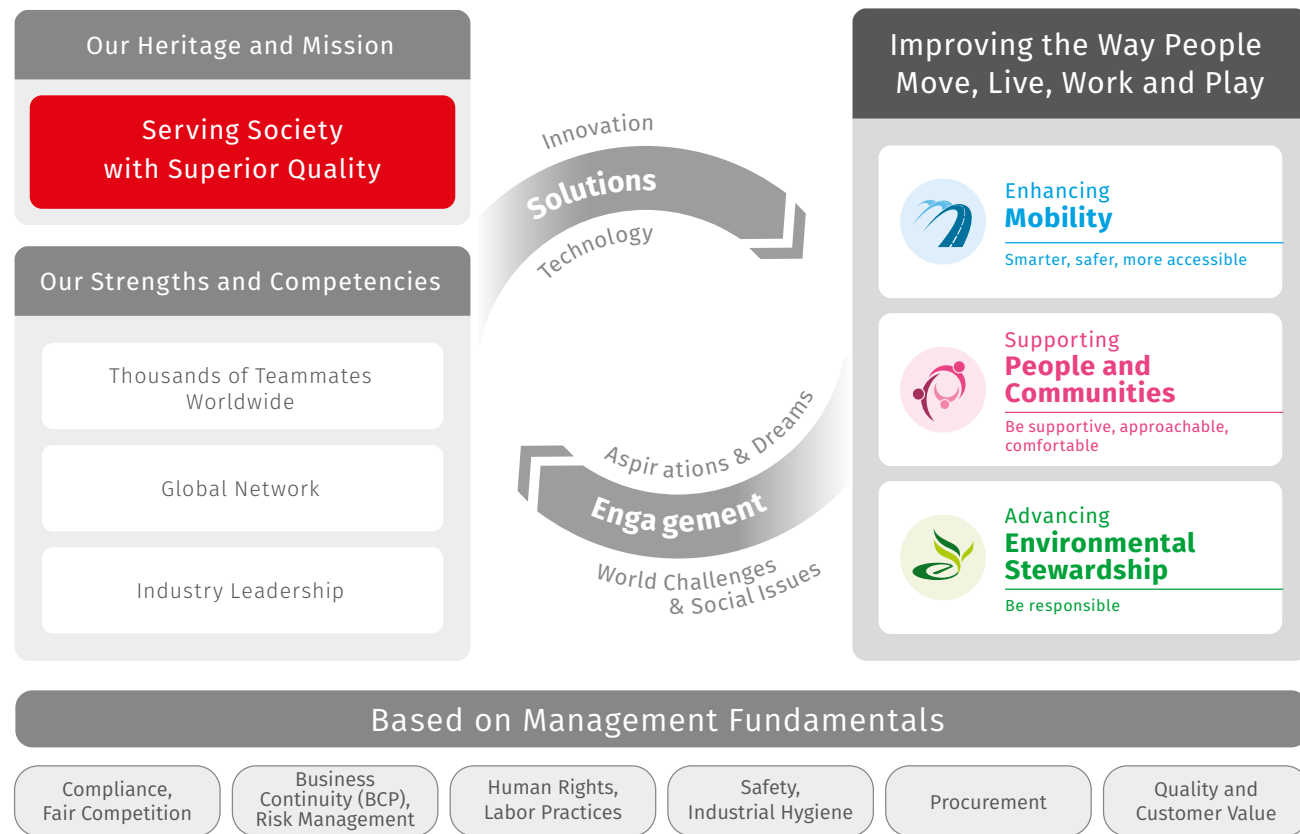 Our Heritage and Mission
Serving Society
with Superior Quality
Our Strengths and Competencies
Thousands of Teammates
Worldwide
Global Network
Industry Leadership
Innovation
Solutions
Technology
Aspirations & Dreams
Engagement
World Challenges
& Social Issues
Improving the Way People
Move, Live, Work and Play
Enhancing
Mobility
Smarter, safer, more accessible
Supporting
People and
Communities
Be supportive, approachable,
comfortable
Advancing
Environmental
Stewardship
Be responsible
Based on Management Fundamentals
Compliance,
Fair Competition
Business
Continuity (BCP),
Risk Management
Human Rights,
Labor Practices
Safety,
Industrial Hygiene
Procurement
Quality and
Customer Value